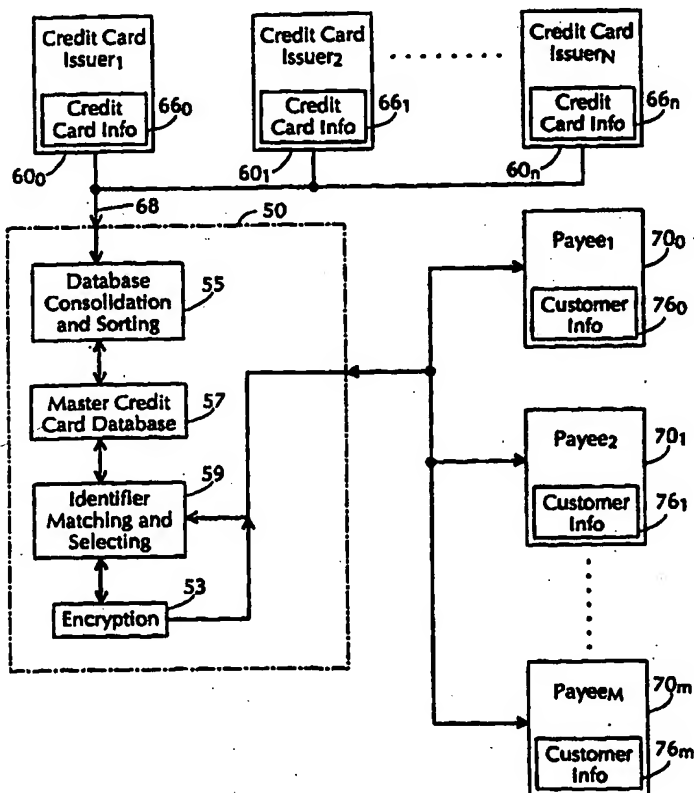 Credit Card
Issuer₁
Credit
Card Info
66₀
60₀
Credit Card
Issuer₂
Credit
Card Info
66₁
60₁
Credit Card
Issuer_N
Credit
Card Info
66ₙ
60ₙ
68
50
Database
Consolidation
and Sorting
55
Master Credit
Card Database
57
59
Identifier
Matching and
Selecting
53
Encryption
Payee₁
70₀
Customer
Info
76₀
Payee₂
70₁
Customer
Info
76₁
Payee_M
70ₘ
Customer
Info
76ₘ